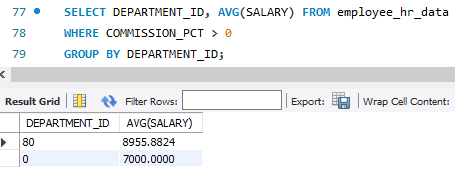 77 SELECT DEPARTMENT_ID, AVG(SALARY) FROM employee_hr_data
78 WHERE COMMISSION_PCT > 0
79 GROUP BY DEPARTMENT_ID;
Result Grid Filter Rows: Export: Wrap Cell Content:
DEPARTMENT_ID AVG(SALARY)
80 8955.8824
0 7000.0000